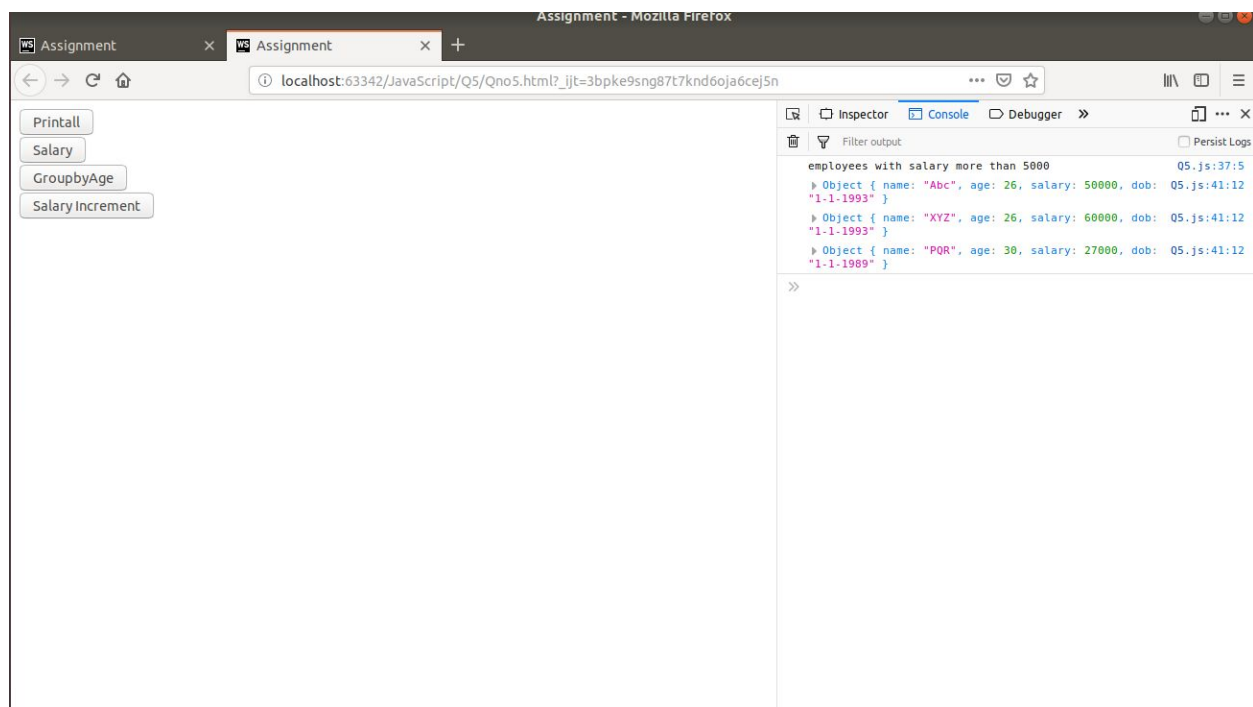 Assignment - Mozilla Firefox
WS Assignment
WS Assignment
localhost:63342/JavaScript/Q5/Qno5.html?_ijt=3bpke9sng87t7knd6oja6cej5n
Printall
Salary
GroupbyAge
Salary Increment
Inspector Console Debugger
Filter output Persist Logs
employees with salary more than 5000 Q5.js:37:5
Object { name: "Abc", age: 26, salary: 50000, dob: Q5.js:41:12
"1-1-1993" }
Object { name: "XYZ", age: 26, salary: 60000, dob: Q5.js:41:12
"1-1-1993" }
Object { name: "PQR", age: 30, salary: 27000, dob: Q5.js:41:12
"1-1-1989" }